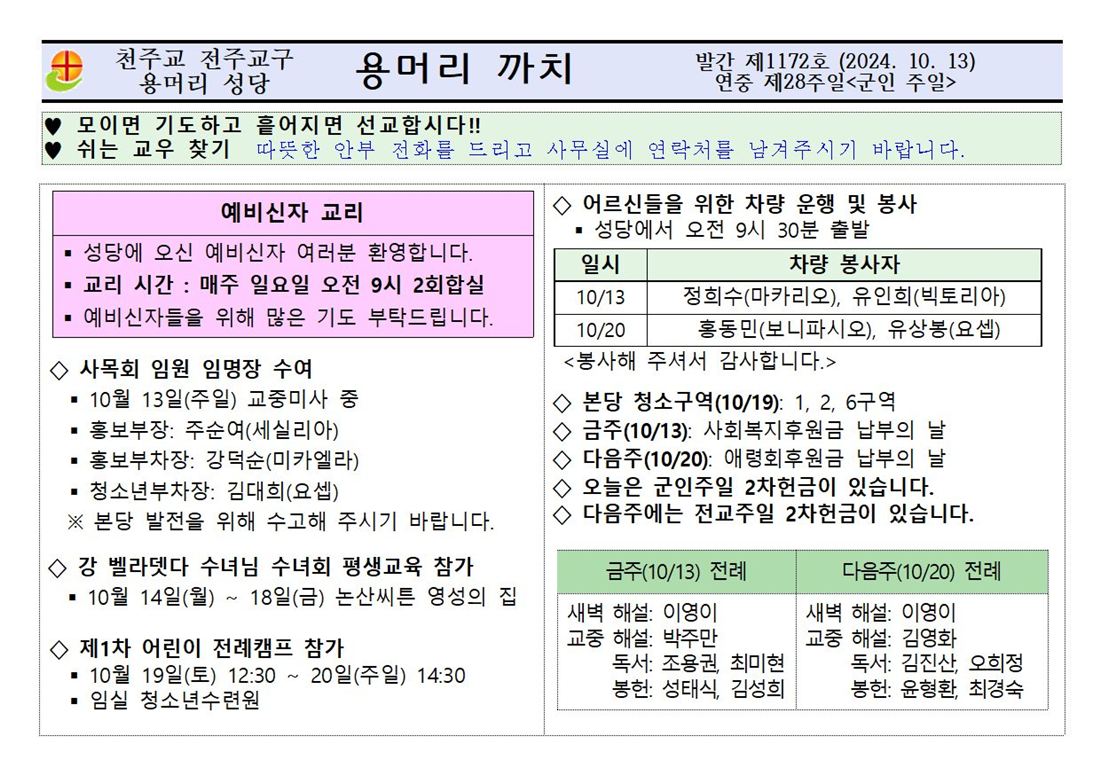 천주교 전주교구
용머리 성당
용머리 까치
발간 제1172호 (2024. 10. 13)
연중 제28주일<군인 주일>
♥ 모이면 기도하고 흩어지면 선교합시다!!
♥ 쉬는 교우 찾기 따뜻한 안부 전화를 드리고 사무실에 연락처를 남겨주시기 바랍니다.
예비신자 교리
▪ 성당에 오신 예비신자 여러분 환영합니다.
▪ 교리 시간 : 매주 일요일 오전 9시 2회합실
▪ 예비신자들을 위해 많은 기도 부탁드립니다.
◇ 사목회 임원 임명장 수여
▪ 10월 13일(주일) 교중미사 중
▪ 홍보부장: 주순여(세실리아)
▪ 홍보부차장: 강덕순(미카엘라)
▪ 청소년부차장: 김대희(요셉)
※ 본당 발전을 위해 수고해 주시기 바랍니다.
◇ 강 벨라뎃다 수녀님 수녀회 평생교육 참가
▪ 10월 14일(월) ~ 18일(금) 논산씨튼 영성의 집
◇ 제1차 어린이 전례캠프 참가
▪ 10월 19일(토) 12:30 ~ 20일(주일) 14:30
▪ 임실 청소년수련원
◇ 어르신들을 위한 차량 운행 및 봉사
▪ 성당에서 오전 9시 30분 출발
일시 차량 봉사자
10/13 정희수(마카리오), 유인희(빅토리아)
10/20 홍동민(보니파시오), 유상봉(요셉)
<봉사해 주셔서 감사합니다.>
◇ 본당 청소구역(10/19): 1, 2, 6구역
◇ 금주(10/13): 사회복지후원금 납부의 날
◇ 다음주(10/20): 애령회후원금 납부의 날
◇ 오늘은 군인주일 2차헌금이 있습니다.
◇ 다음주에는 전교주일 2차헌금이 있습니다.
금주(10/13) 전례 다음주(10/20) 전례
새벽 해설: 이영이 새벽 해설: 이영이
교중 해설: 박주만 교중 해설: 김영화
독서: 조용권, 최미현 독서: 김진산, 오희정
봉헌: 성태식, 김성희 봉헌: 윤형환, 최경숙